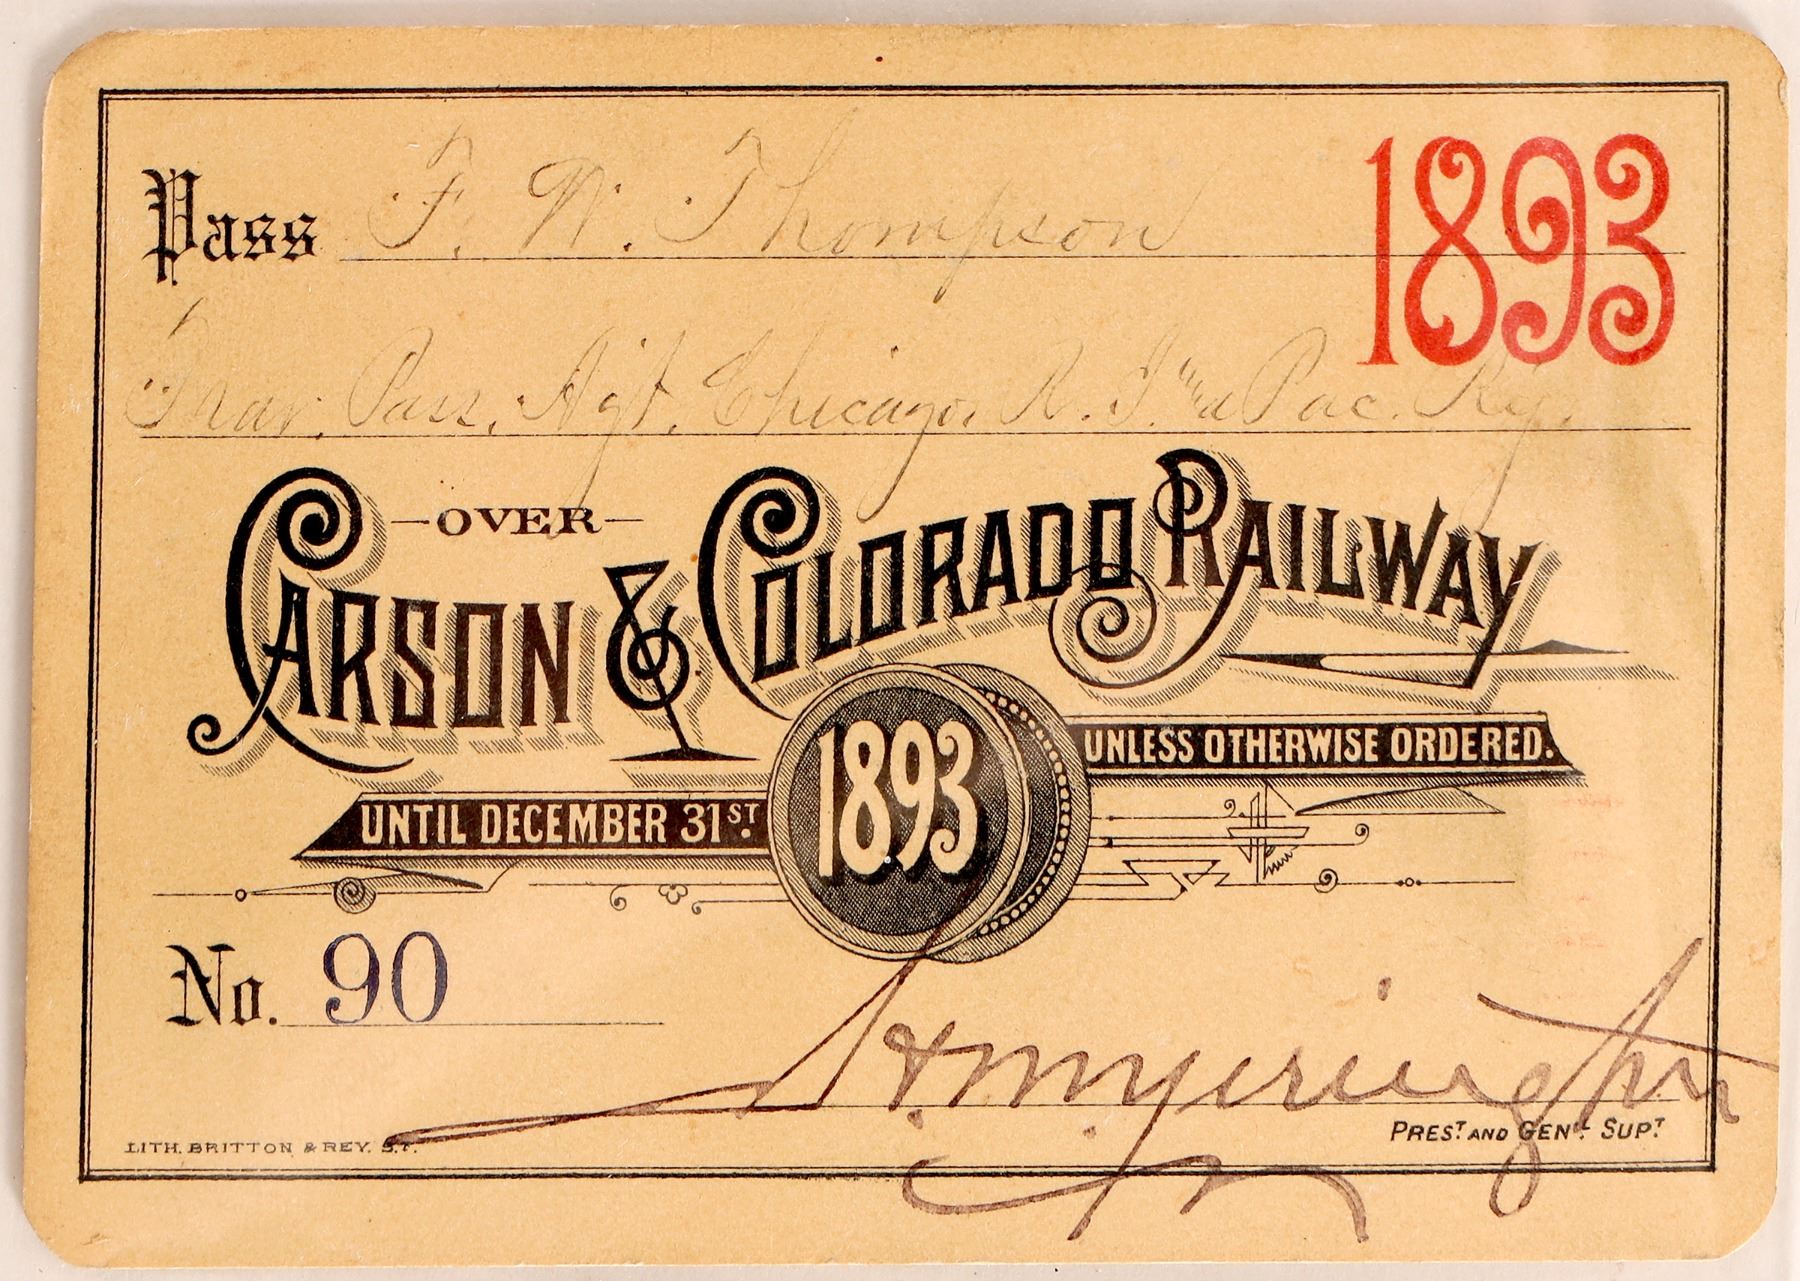 Pass F. W. Thompson
1893
Trav. Pass. Agt. Chicago, R. I. & Pac. Ry.
—OVER—
CARSON & COLORADO RAILWAY
UNTIL DECEMBER 31ST. 1893 UNLESS OTHERWISE ORDERED.
No. 90
H. M. Yerington
PREST. AND GENL. SUPT.
LITH. BRITTON & REY. S.F.